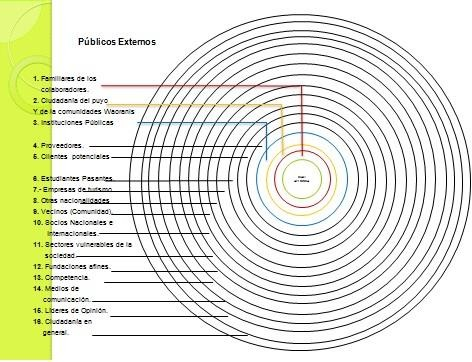 Públicos Externos
1. Familiares de los
colaboradores.
2. Ciudadanía del puyo
Y de la comunidades Waoranis
3. Instituciones Públicas
4. Proveedores.
5. Clientes potenciales
6. Estudiantes Pasantes
7.- Empresas de turismo
8. Otras nacionalidades
9. Vecinos (Comunidad)
10. Socios Nacionales e
Internacionales.
11. Sectores vulnerables de la
sociedad.
12. Fundaciones afines.
13. Competencia.
14. Medios de
comunicación.
15. Líderes de Opinión.
16. Ciudadanía en
general.